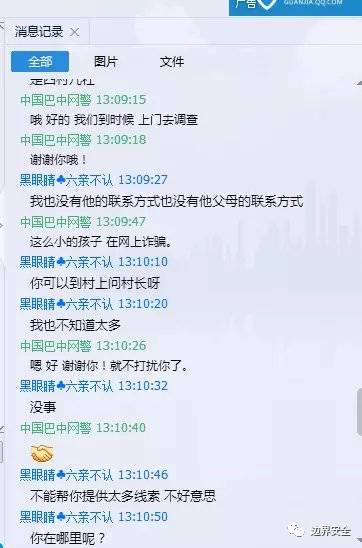 广告
GUANJIA.QQ.COM
消息记录 ×
全部 图片 文件
是四村九社
中国巴中网警 13:09:15
哦 好的 我们到时候 上门去调查
中国巴中网警 13:09:18
谢谢你哦！
黑眼睛♣六亲不认 13:09:27
我也没有他的联系方式也没有他父母的联系方式
中国巴中网警 13:09:47
这么小的孩子 在网上诈骗。
黑眼睛♣六亲不认 13:10:10
你可以到村上问村长呀
黑眼睛♣六亲不认 13:10:20
我也不知道太多
中国巴中网警 13:10:26
嗯 好 谢谢你！就不打扰你了。
黑眼睛♣六亲不认 13:10:32
没事
中国巴中网警 13:10:40
黑眼睛♣六亲不认 13:10:46
不能帮你提供太多线素 不好意思
黑眼睛♣六亲不认 13:10:50
你在哪里呢？
边界安全